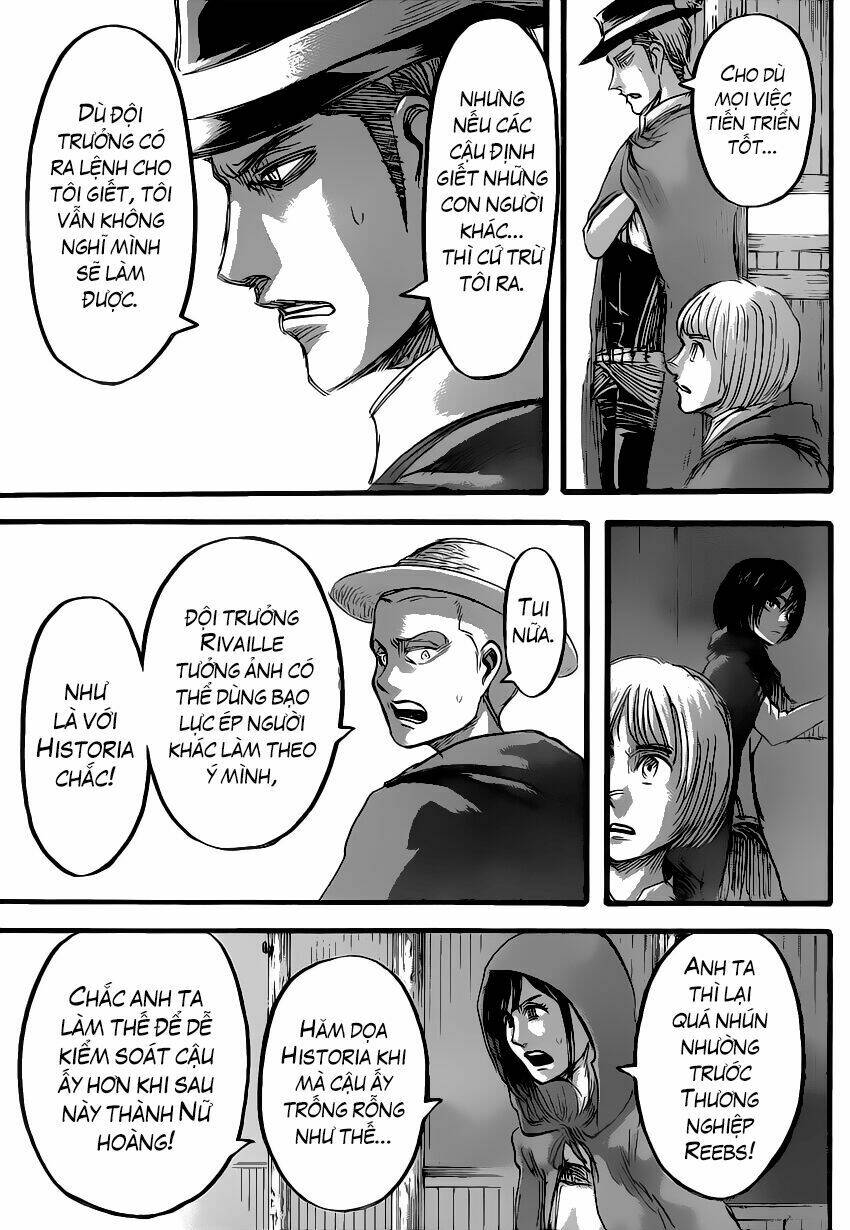 CHO DÙ
MỌI VIỆC
TIẾN TRIỂN
TỐT...
NHƯNG
NẾU CÁC
CẬU ĐỊNH
GIẾT NHỮNG
CON NGƯỜI
KHÁC...
THÌ CỨ TRỪ
TÔI RA.
DÙ ĐỘI
TRƯỞNG CÓ
RA LỆNH CHO
TÔI GIẾT, TÔI
VẪN KHÔNG
NGHĨ MÌNH
SẼ LÀM
ĐƯỢC.
TUI
NỮA.
ĐỘI TRƯỞNG
RIVAILLE
TƯỞNG ẢNH CÓ
THỂ DÙNG BẠO
LỰC ÉP NGƯỜI
KHÁC LÀM THEO
Ý MÌNH,
NHƯ
LÀ VỚI
HISTORIA
CHẮC!
ANH TA
THÌ LẠI
QUÁ NHÚN
NHƯỜNG
TRƯỚC
THƯƠNG
NGHIỆP
REEBS!
HĂM DỌA
HISTORIA KHI
MÀ CẬU ẤY
TRỐNG RỖNG
NHƯ THẾ...
CHẮC ANH TA
LÀM THẾ ĐỂ DỄ
KIỂM SOÁT CẬU
ẤY HƠN KHI SAU
NÀY THÀNH NỮ
HOÀNG!